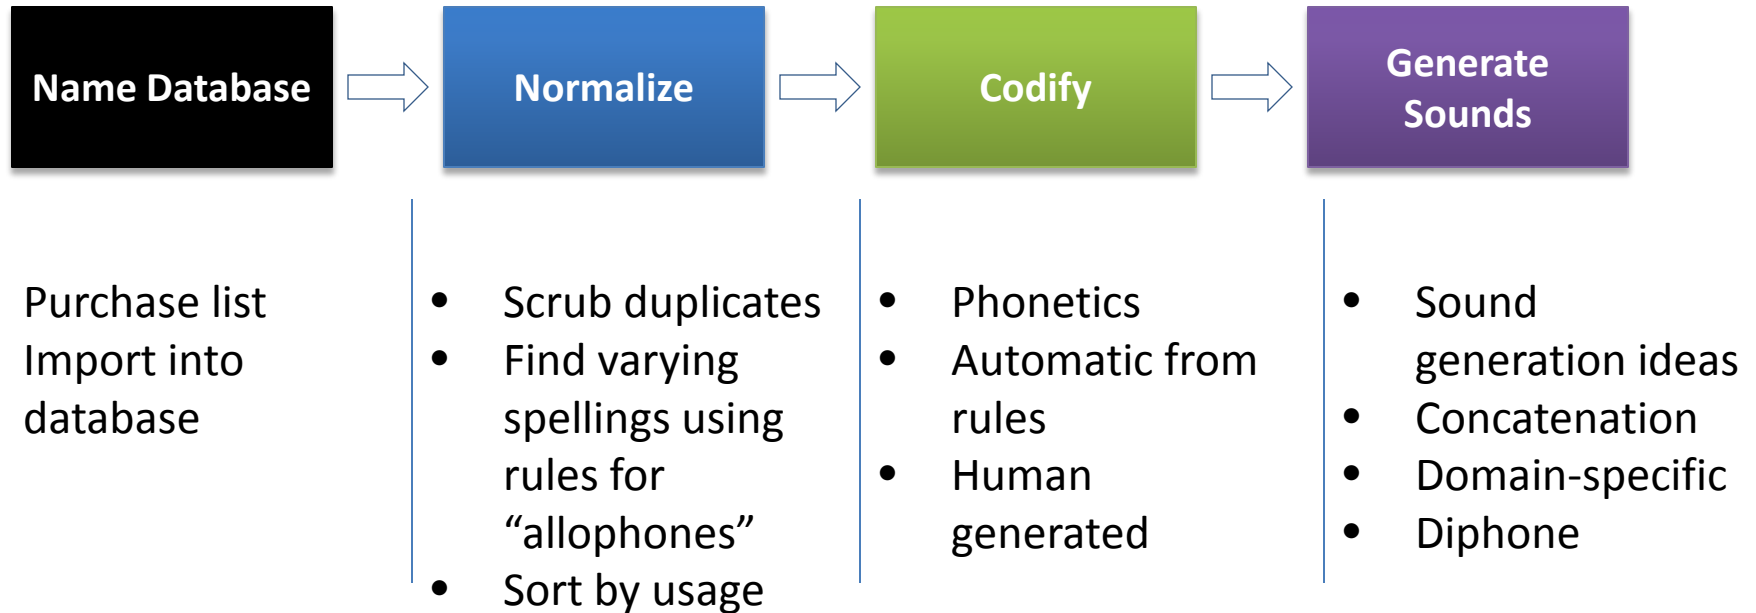 Name Database
Normalize
Codify
Generate
Sounds
Purchase list
Import into
database
• Scrub duplicates
• Find varying
spellings using
rules for
“allophones”
• Sort by usage
• Phonetics
• Automatic from
rules
• Human
generated
• Sound
generation ideas
• Concatenation
• Domain-specific
• Diphone